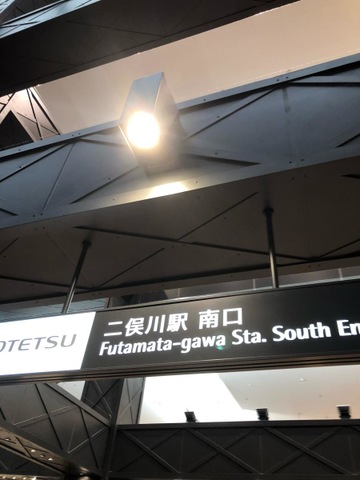 OTETSU
二俣川駅 南口
Futamata-gawa Sta. South En